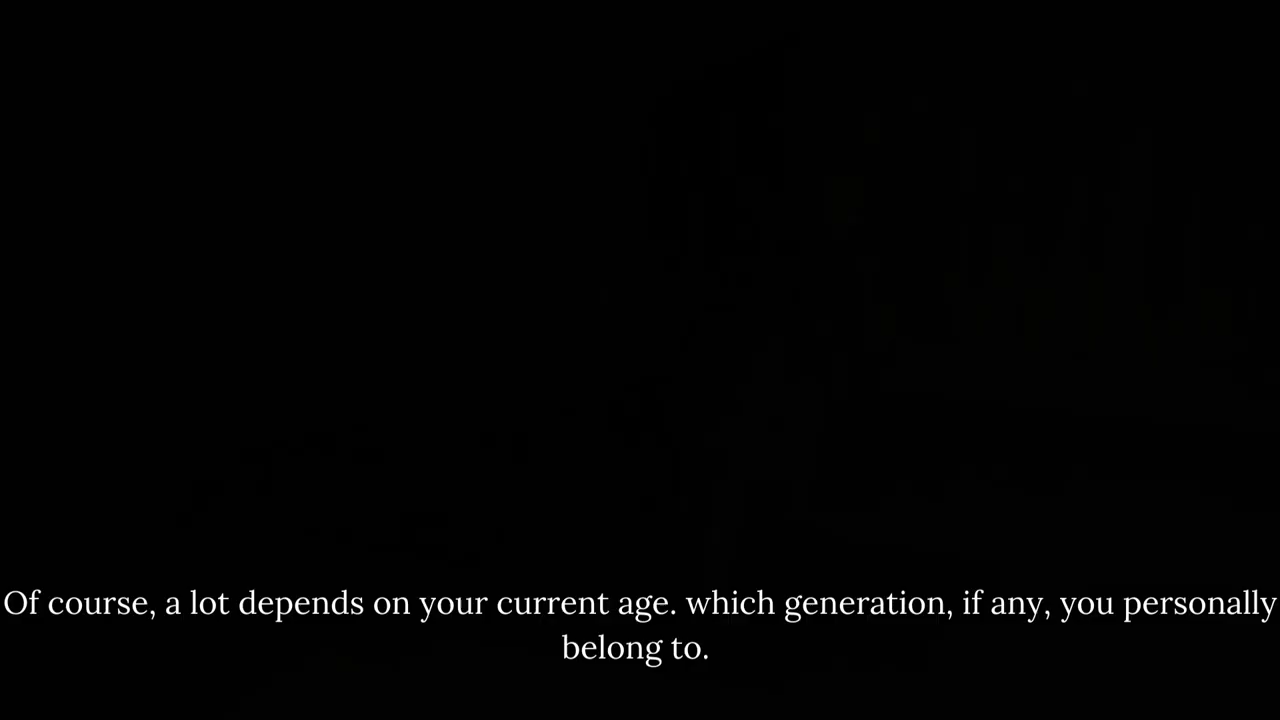 Of course, a lot depends on your current age. which generation, if any, you personally
belong to.